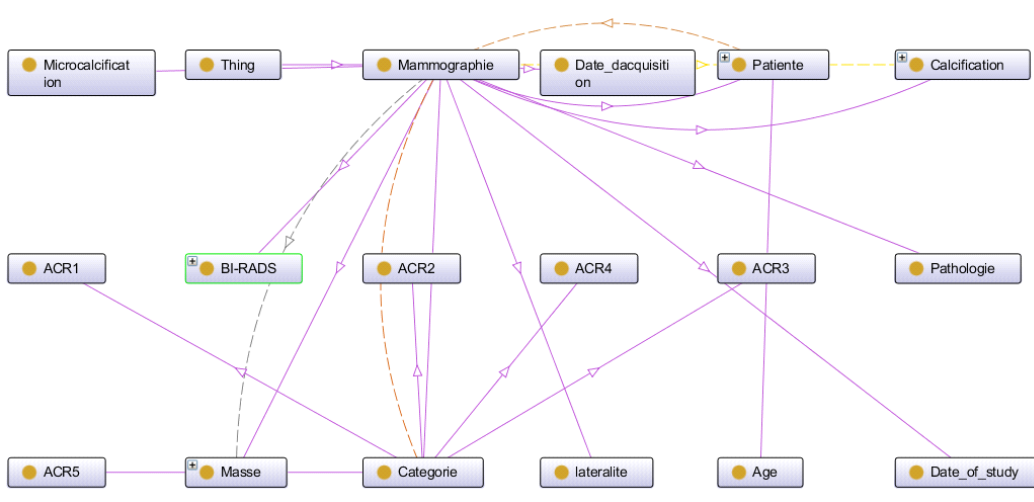 Microcalcificat
ion
Thing
Mammographie
Date_dacquisiti
on
Patiente
Calcification
ACR1
BI-RADS
ACR2
ACR4
ACR3
Pathologie
ACR5
Masse
Categorie
lateralite
Age
Date_of_study